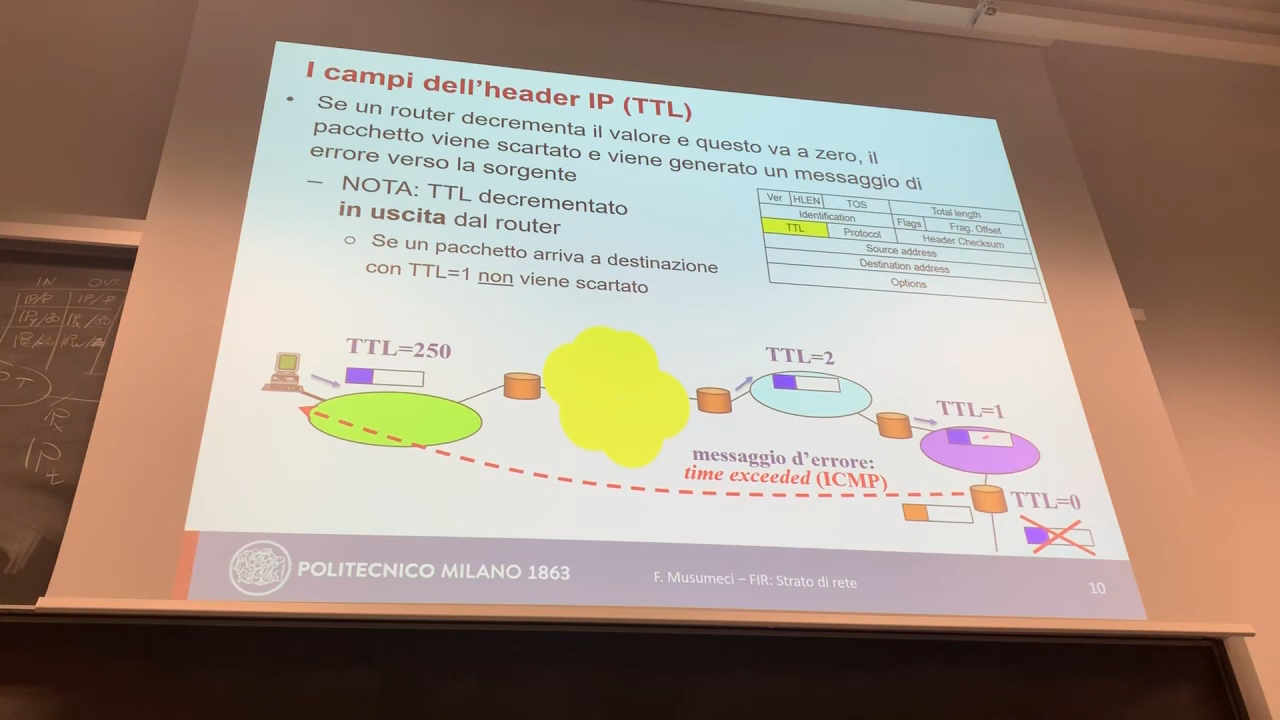 I campi dell'header IP (TTL)
• Se un router decrementa il valore e questo va a zero, il
pacchetto viene scartato e viene generato un messaggio di
errore verso la sorgente
– NOTA: TTL decrementato
in uscita dal router
○ Se un pacchetto arriva a destinazione
con TTL=1 non viene scartato
Ver HLEN TOS Total length
Identification Flags Frag. Offset
TTL Protocol Header Checksum
Source address
Destination address
Options
TTL=250
TTL=2
TTL=1
messaggio d'errore:
time exceeded (ICMP)
TTL=0
IN OUT
POLITECNICO MILANO 1863
F. Musumeci – FIR: Strato di rete
10